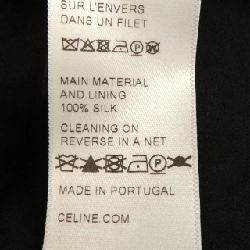 SUR L'ENVERS
DANS UN FILET
MAIN MATERIAL
AND LINING
100% SILK
CLEANING ON
REVERSE IN A NET
MADE IN PORTUGAL
CELINE.COM